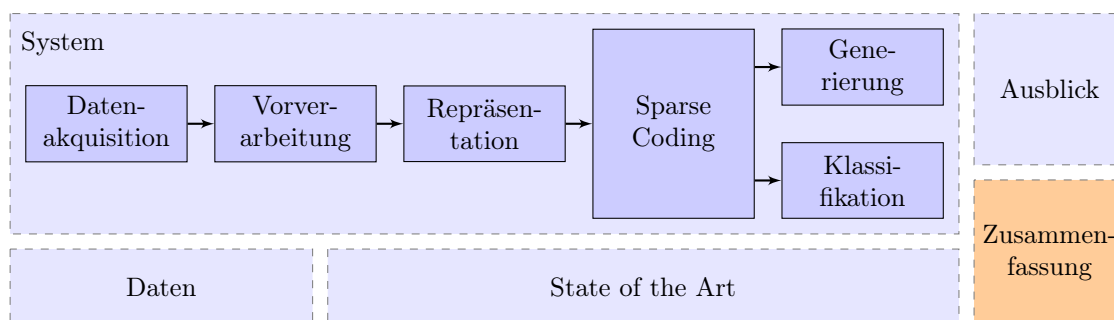 System
Daten-
akquisition
Vorver-
arbeitung
Repräsen-
tation
Sparse
Coding
Gene-
rierung
Klassi-
fikation
Ausblick
Zusammen-
fassung
Daten
State of the Art